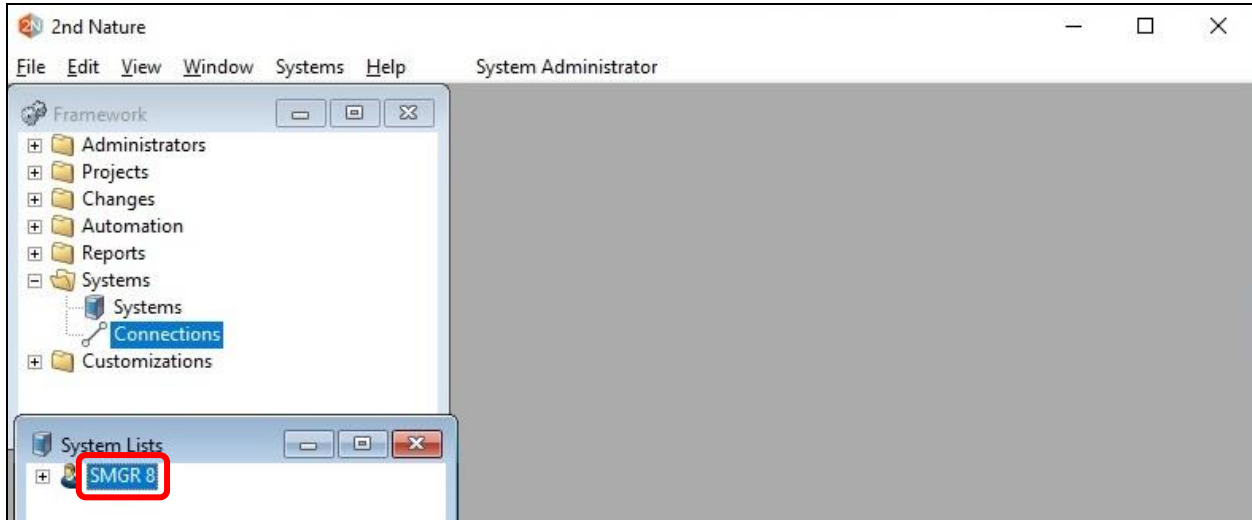 2N 2nd Nature
File Edit View Window Systems Help System Administrator
Framework
Administrators
Projects
Changes
Automation
Reports
Systems
Systems
Connections
Customizations
System Lists
SMGR 8